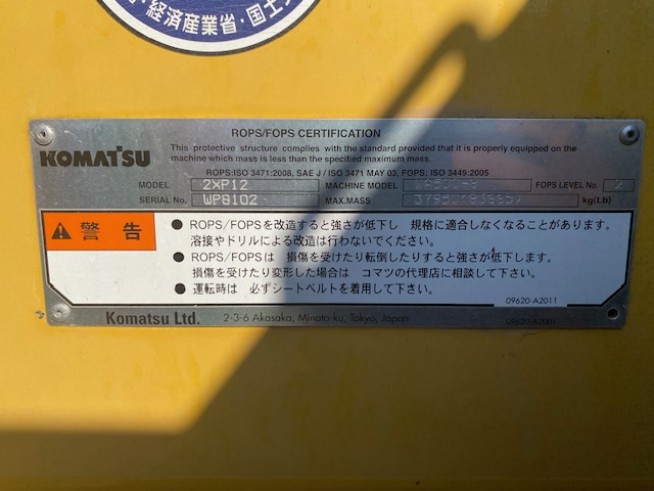 経済産業省・国土
ROPS/FOPS CERTIFICATION
KOMATSU
This protective structure complies with the standard provided that it is properly equipped on the
machine which mass is less than the specified maximum mass.
ROPS:ISO 3471:2008, SAE J / ISO 3471 MAY 03, FOPS: ISO 3449:2005
MODEL 2XP12 MACHINE MODEL FOPS LEVEL No. 2
SERIAL No. WP8102 MAX.MASS kg(Lb)
警告
● ROPS/FOPSを改造すると強さが低下し 規格に適合しなくなることがあります。
溶接やドリルによる改造は行わないでください。
● ROPS/FOPSは 損傷を受けたり転倒したりすると強さが低下します。
損傷を受けたり変形した場合は コマツの代理店に相談して下さい。
● 運転時は 必ずシートベルトを着用して下さい。
09620-A2011
Komatsu Ltd. 2-3-6 Akasaka, Minato-ku, Tokyo, Japan
09620-A2001